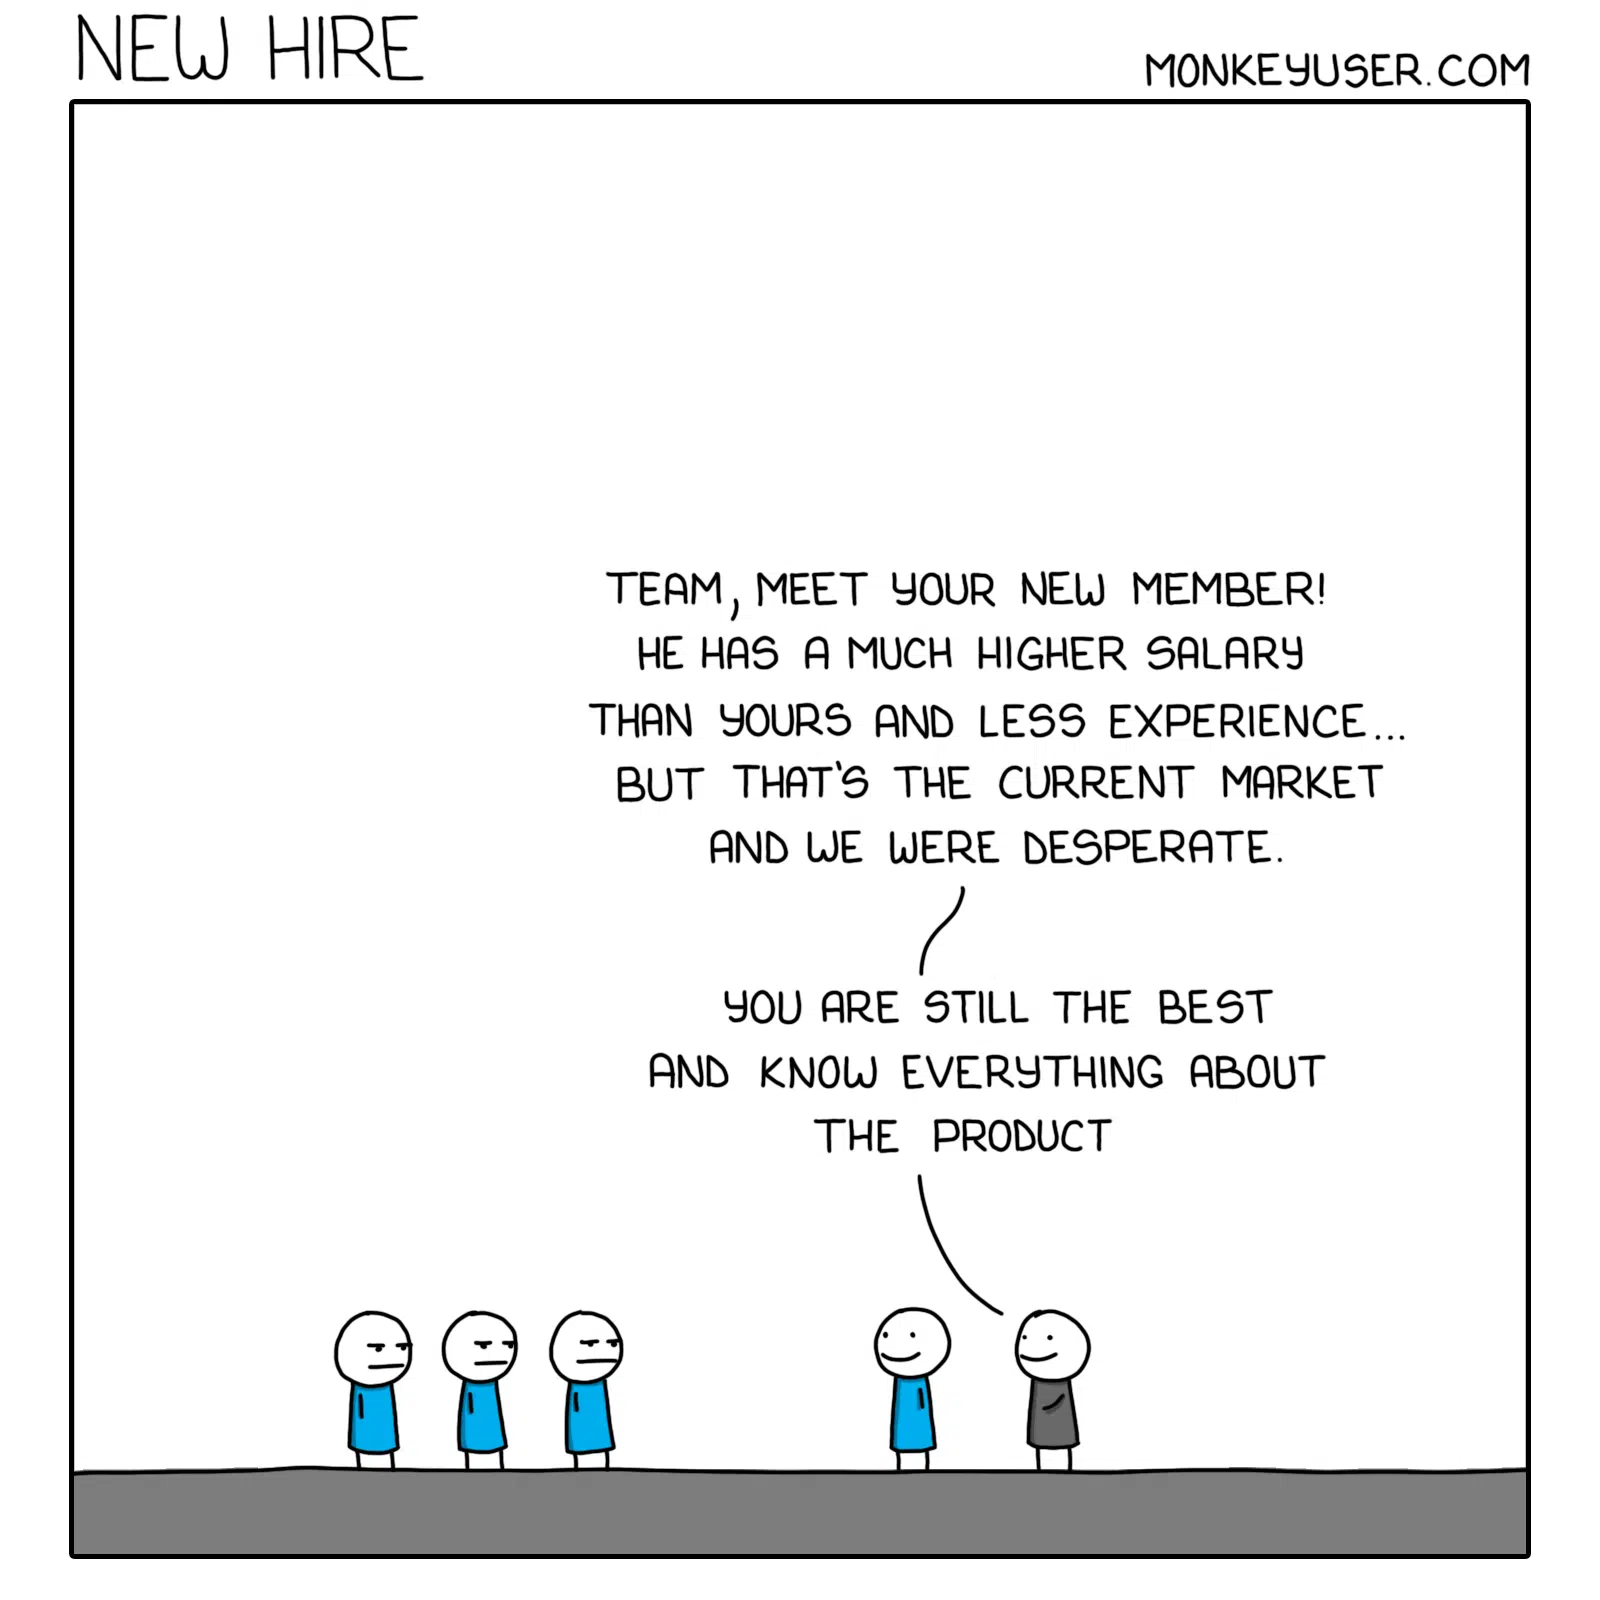 NEW HIRE
MONKEYUSER.COM
TEAM, MEET YOUR NEW MEMBER!
HE HAS A MUCH HIGHER SALARY
THAN YOURS AND LESS EXPERIENCE...
BUT THAT'S THE CURRENT MARKET
AND WE WERE DESPERATE.
YOU ARE STILL THE BEST
AND KNOW EVERYTHING ABOUT
THE PRODUCT